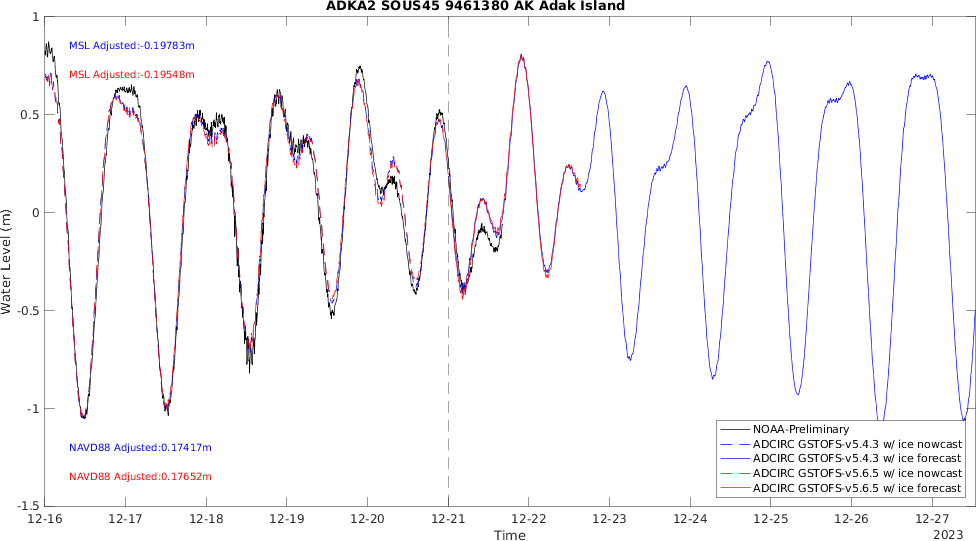 ADKA2 SOUS45 9461380 AK Adak Island
1
MSL Adjusted:-0.19783m
MSL Adjusted:-0.19548m
0.5
0
Water Level (m)
-0.5
-1
NAVD88 Adjusted:0.17417m
NAVD88 Adjusted:0.17652m
NOAA-Preliminary
ADCIRC GSTOFS-v5.4.3 w/ ice nowcast
ADCIRC GSTOFS-v5.4.3 w/ ice forecast
ADCIRC GSTOFS-v5.6.5 w/ ice nowcast
ADCIRC GSTOFS-v5.6.5 w/ ice forecast
-1.5
12-16 12-17 12-18 12-19 12-20 12-21 12-22 12-23 12-24 12-25 12-26 12-27
Time
2023